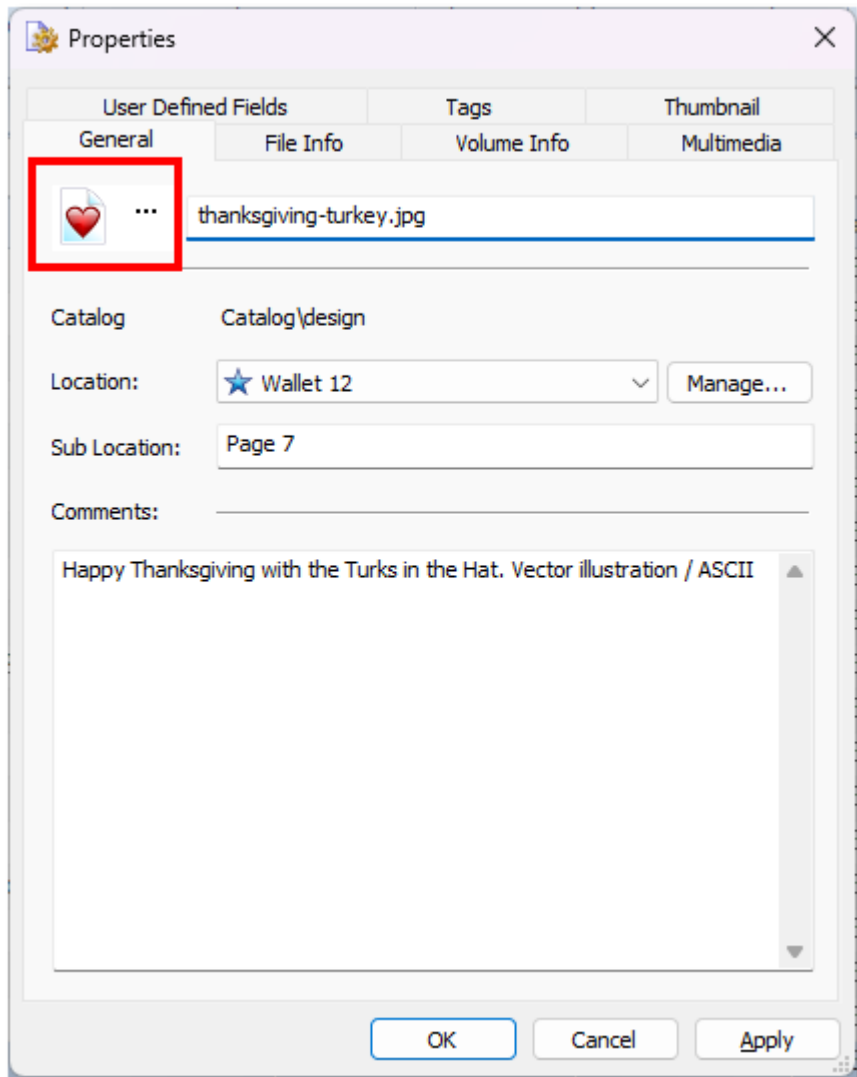 Properties
User Defined Fields Tags Thumbnail
General File Info Volume Info Multimedia
... thanksgiving-turkey.jpg
Catalog Catalog\design
Location: Wallet 12 Manage...
Sub Location: Page 7
Comments:
Happy Thanksgiving with the Turks in the Hat. Vector illustration / ASCII
OK Cancel Apply